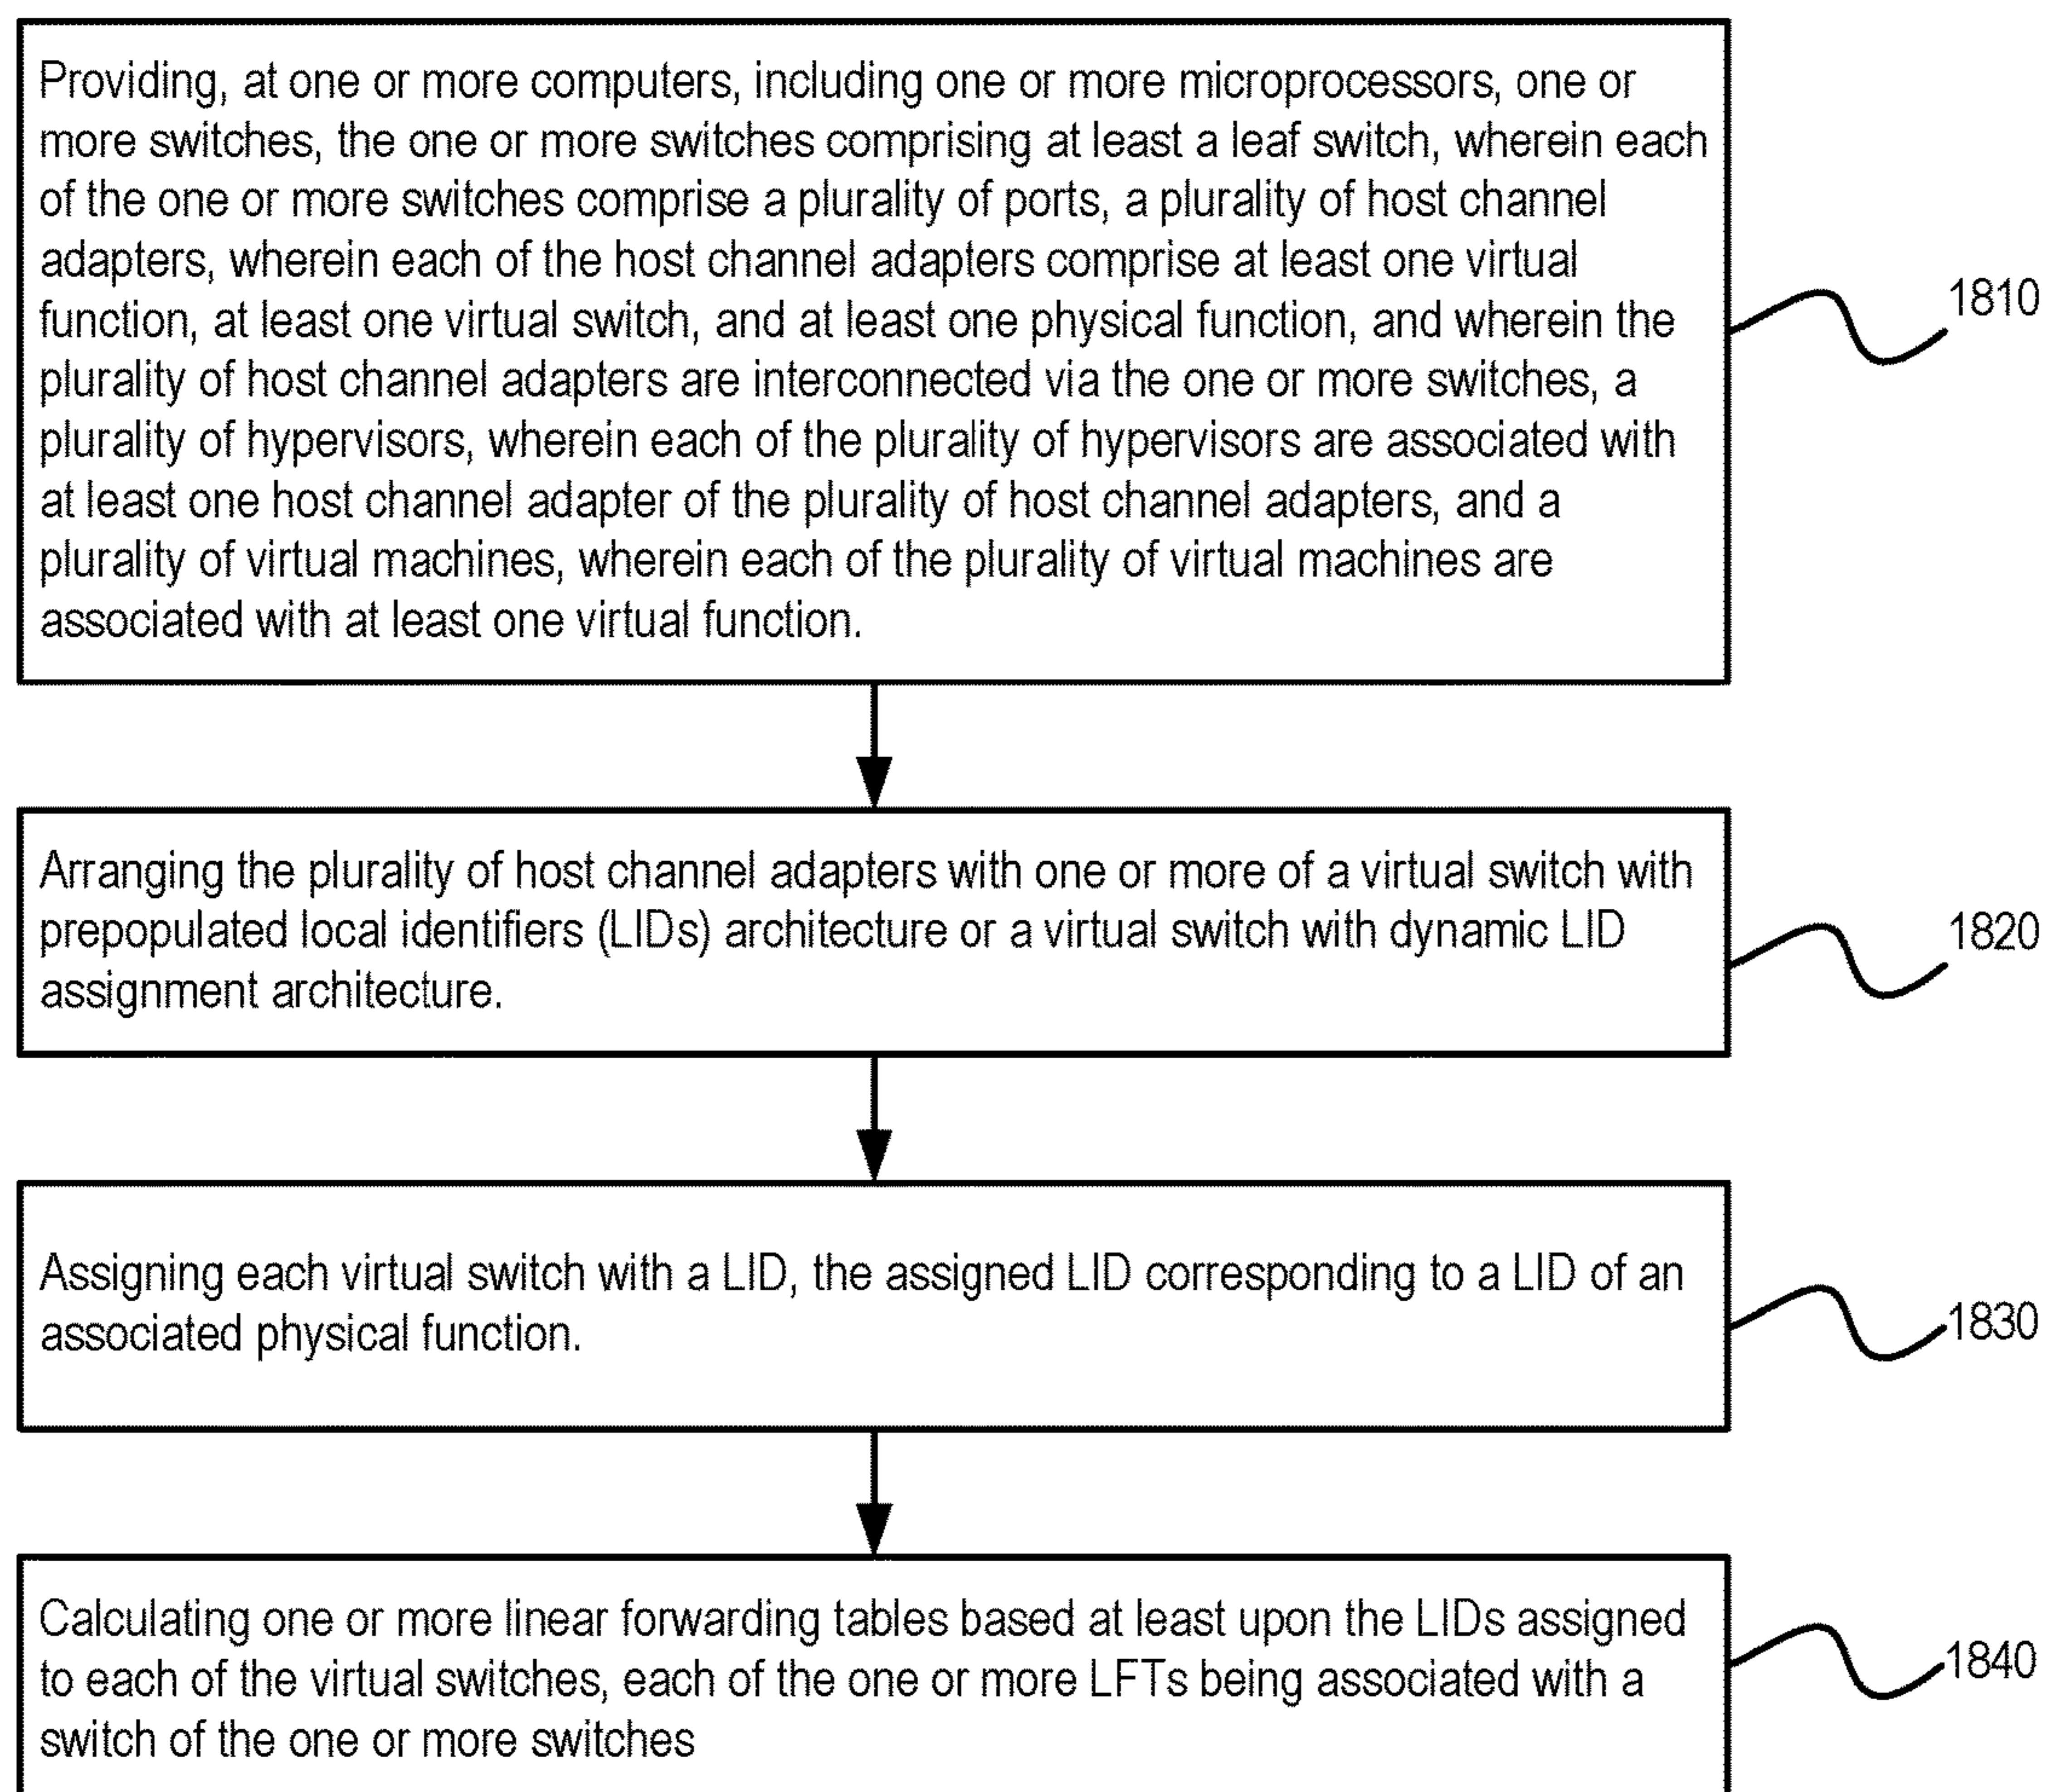 Providing, at one or more computers, including one or more microprocessors, one or
more switches, the one or more switches comprising at least a leaf switch, wherein each
of the one or more switches comprise a plurality of ports, a plurality of host channel
adapters, wherein each of the host channel adapters comprise at least one virtual
function, at least one virtual switch, and at least one physical function, and wherein the
plurality of host channel adapters are interconnected via the one or more switches, a
plurality of hypervisors, wherein each of the plurality of hypervisors are associated with
at least one host channel adapter of the plurality of host channel adapters, and a
plurality of virtual machines, wherein each of the plurality of virtual machines are
associated with at least one virtual function.
1810
Arranging the plurality of host channel adapters with one or more of a virtual switch with
prepopulated local identifiers (LIDs) architecture or a virtual switch with dynamic LID
assignment architecture.
1820
Assigning each virtual switch with a LID, the assigned LID corresponding to a LID of an
associated physical function.
1830
Calculating one or more linear forwarding tables based at least upon the LIDs assigned
to each of the virtual switches, each of the one or more LFTs being associated with a
switch of the one or more switches
1840